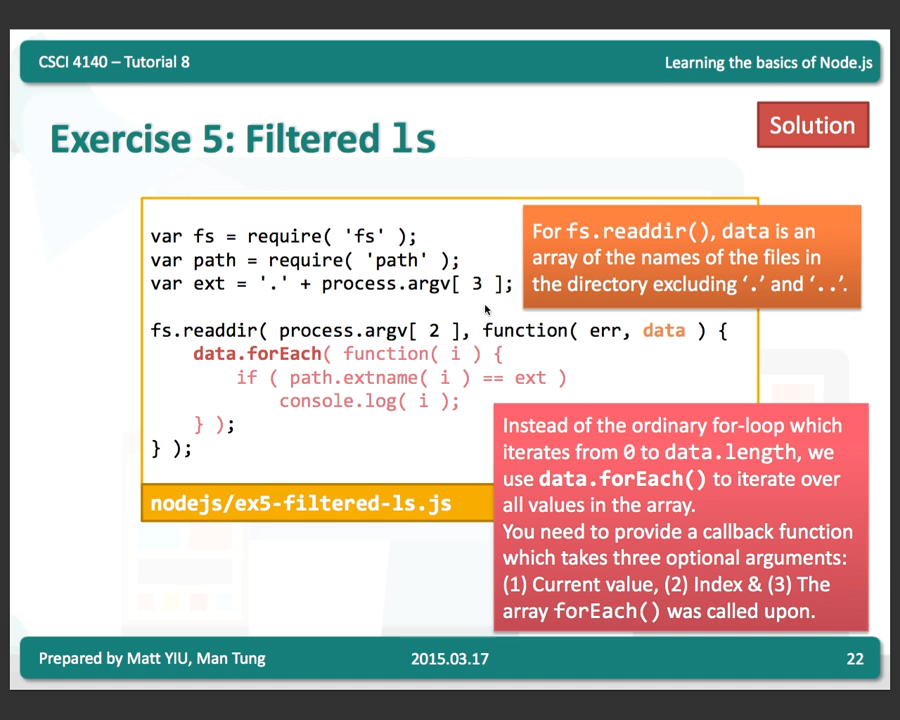 CSCI 4140 – Tutorial 8
Learning the basics of Node.js
Exercise 5: Filtered ls
Solution
var fs = require( 'fs' );
var path = require( 'path' );
var ext = '.' + process.argv[ 3 ];
fs.readdir( process.argv[ 2 ], function( err, data ) {
data.forEach( function( i ) {
if ( path.extname( i ) == ext )
console.log( i );
} );
} );
nodejs/ex5-filtered-ls.js
For fs.readdir(), data is an
array of the names of the files in
the directory excluding ‘.’ and ‘..’.
Instead of the ordinary for-loop which
iterates from 0 to data.length, we
use data.forEach() to iterate over
all values in the array.
You need to provide a callback function
which takes three optional arguments:
(1) Current value, (2) Index & (3) The
array forEach() was called upon.
Prepared by Matt YIU, Man Tung
2015.03.17
22